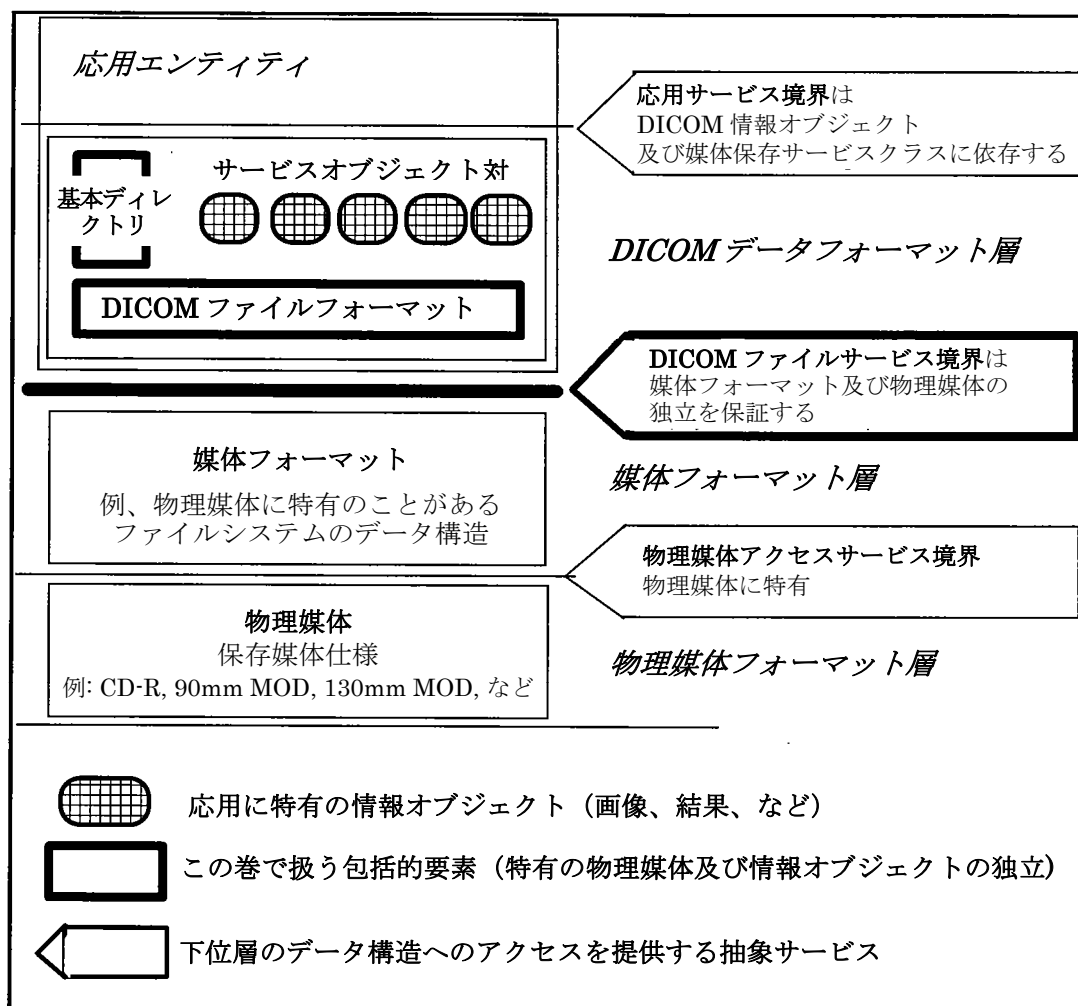 応用エンティティ
応用サービス境界は
DICOM 情報オブジェクト
及び媒体保存サービスクラスに依存する
基本ディレ
クトリ
サービスオブジェクト対
DICOM ファイルフォーマット
DICOM データフォーマット層
DICOM ファイルサービス境界は
媒体フォーマット及び物理媒体の
独立を保証する
媒体フォーマット
例、物理媒体に特有のことがある
ファイルシステムのデータ構造
媒体フォーマット層
物理媒体アクセスサービス境界
物理媒体に特有
物理媒体
保存媒体仕様
例: CD-R, 90mm MOD, 130mm MOD, など
物理媒体フォーマット層
応用に特有の情報オブジェクト（画像、結果、など）
この巻で扱う包括的要素（特有の物理媒体及び情報オブジェクトの独立）
下位層のデータ構造へのアクセスを提供する抽象サービス